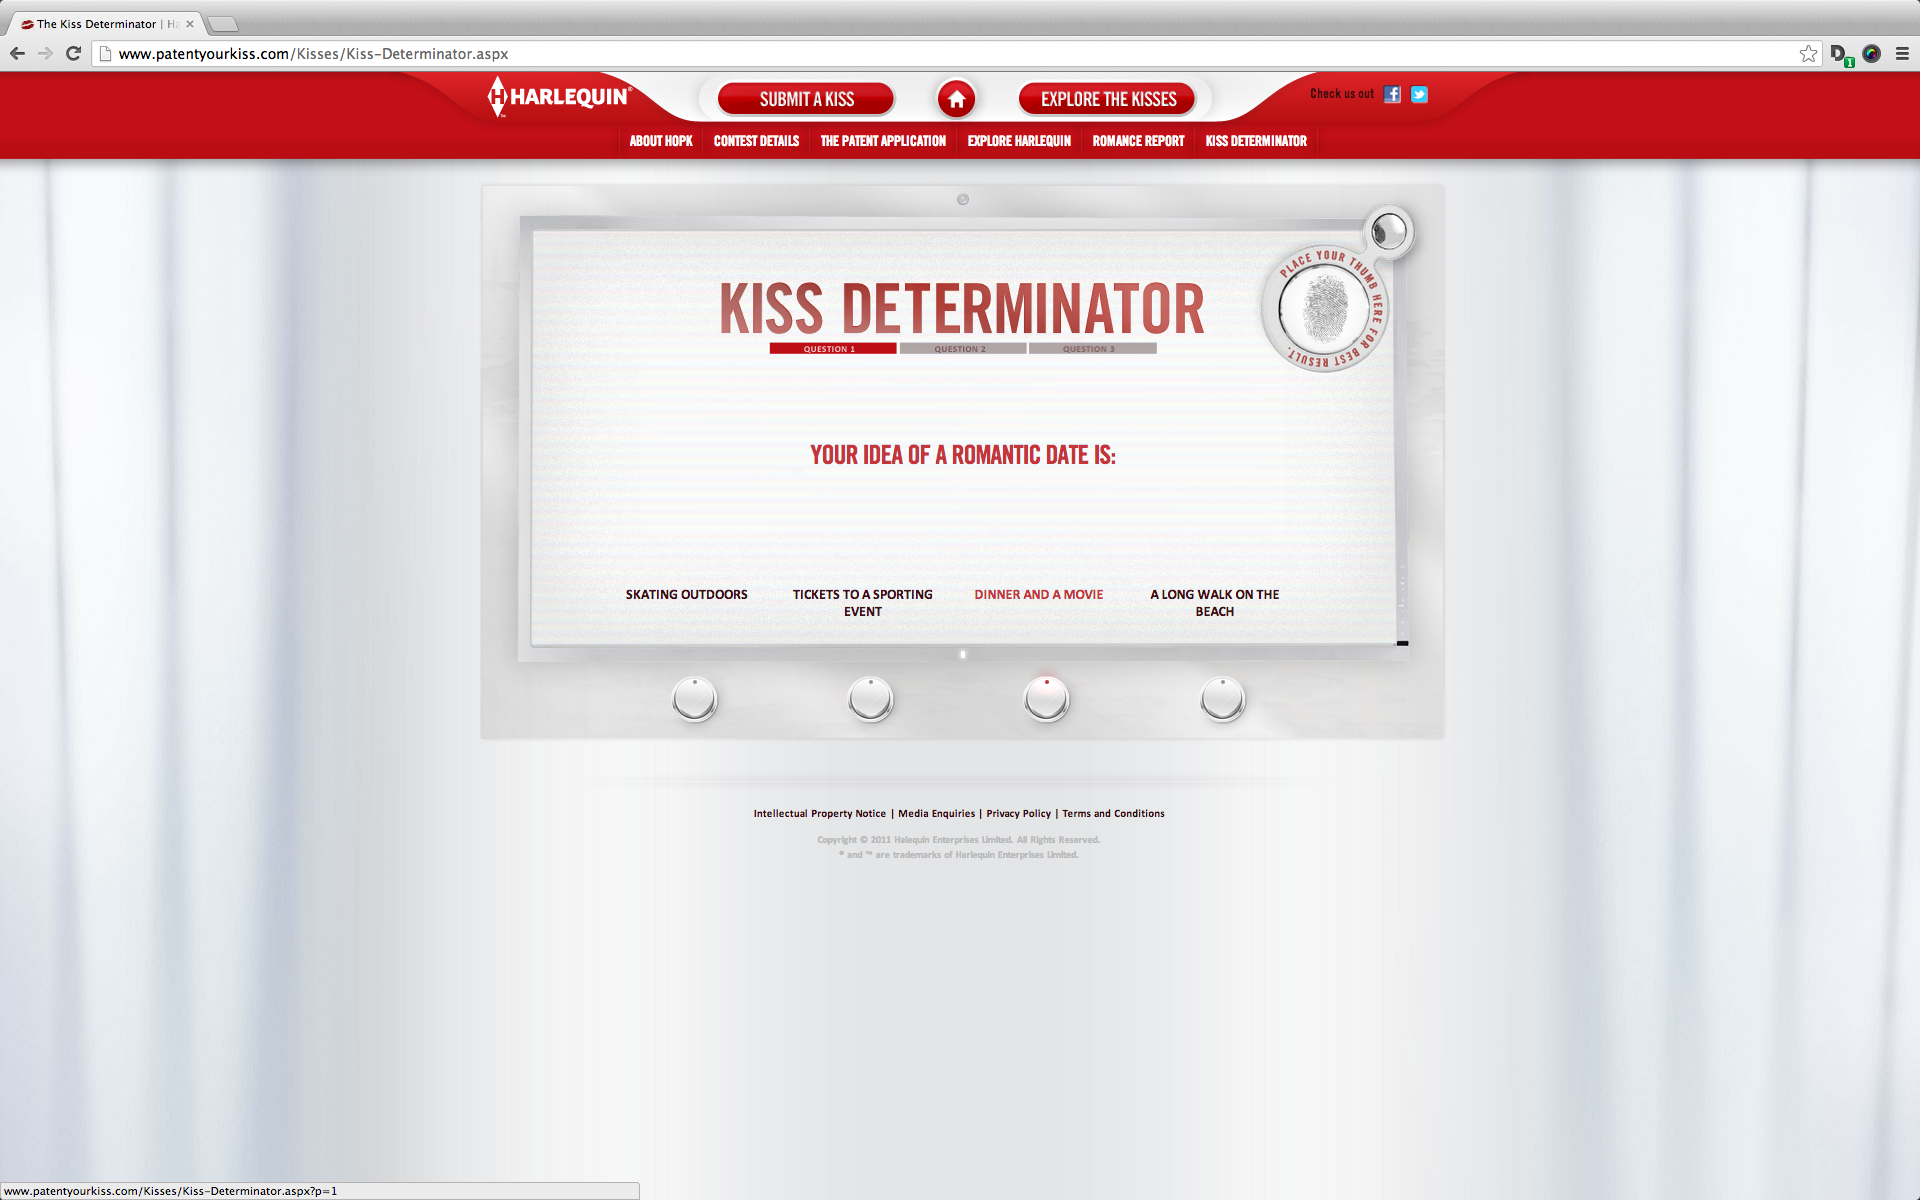 The Kiss Determinator | Ha
www.patentyourkiss.com/Kisses/Kiss-Determinator.aspx
D 1
H HARLEQUIN®
™
SUBMIT A KISS
EXPLORE THE KISSES
Check us out
ABOUT HOPK
CONTEST DETAILS
THE PATENT APPLICATION
EXPLORE HARLEQUIN
ROMANCE REPORT
KISS DETERMINATOR
PLACE YOUR THUMB HERE FOR BEST RESULT.
KISS DETERMINATOR
QUESTION 1
QUESTION 2
QUESTION 3
YOUR IDEA OF A ROMANTIC DATE IS:
SKATING OUTDOORS
TICKETS TO A SPORTING
EVENT
DINNER AND A MOVIE
A LONG WALK ON THE
BEACH
Intellectual Property Notice | Media Enquiries | Privacy Policy | Terms and Conditions
Copyright © 2011 Halequin Enterprises Limited. All Rights Reserved.
® and ™ are trademarks of Harlequin Enterprises Limited.
www.patentyourkiss.com/Kisses/Kiss-Determinator.aspx?p=1